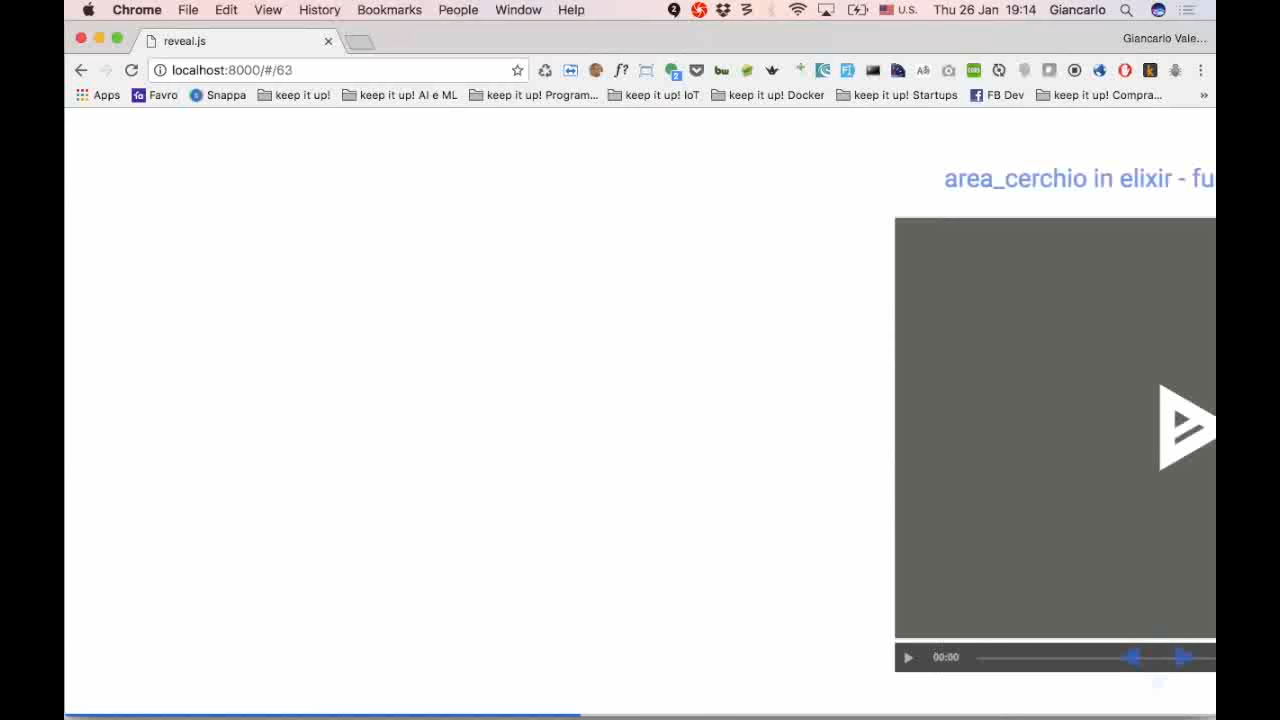 Chrome File Edit View History Bookmarks People Window Help U.S. Thu 26 Jan 19:14 Giancarlo
reveal.js Giancarlo Vale...
localhost:8000/#/63 f? 2 bw
Apps Favro Snappa keep it up! keep it up! AI e ML keep it up! Program... keep it up! IoT keep it up! Docker keep it up! Startups FB Dev keep it up! Compra... »
area_cerchio in elixir - fu
00:00